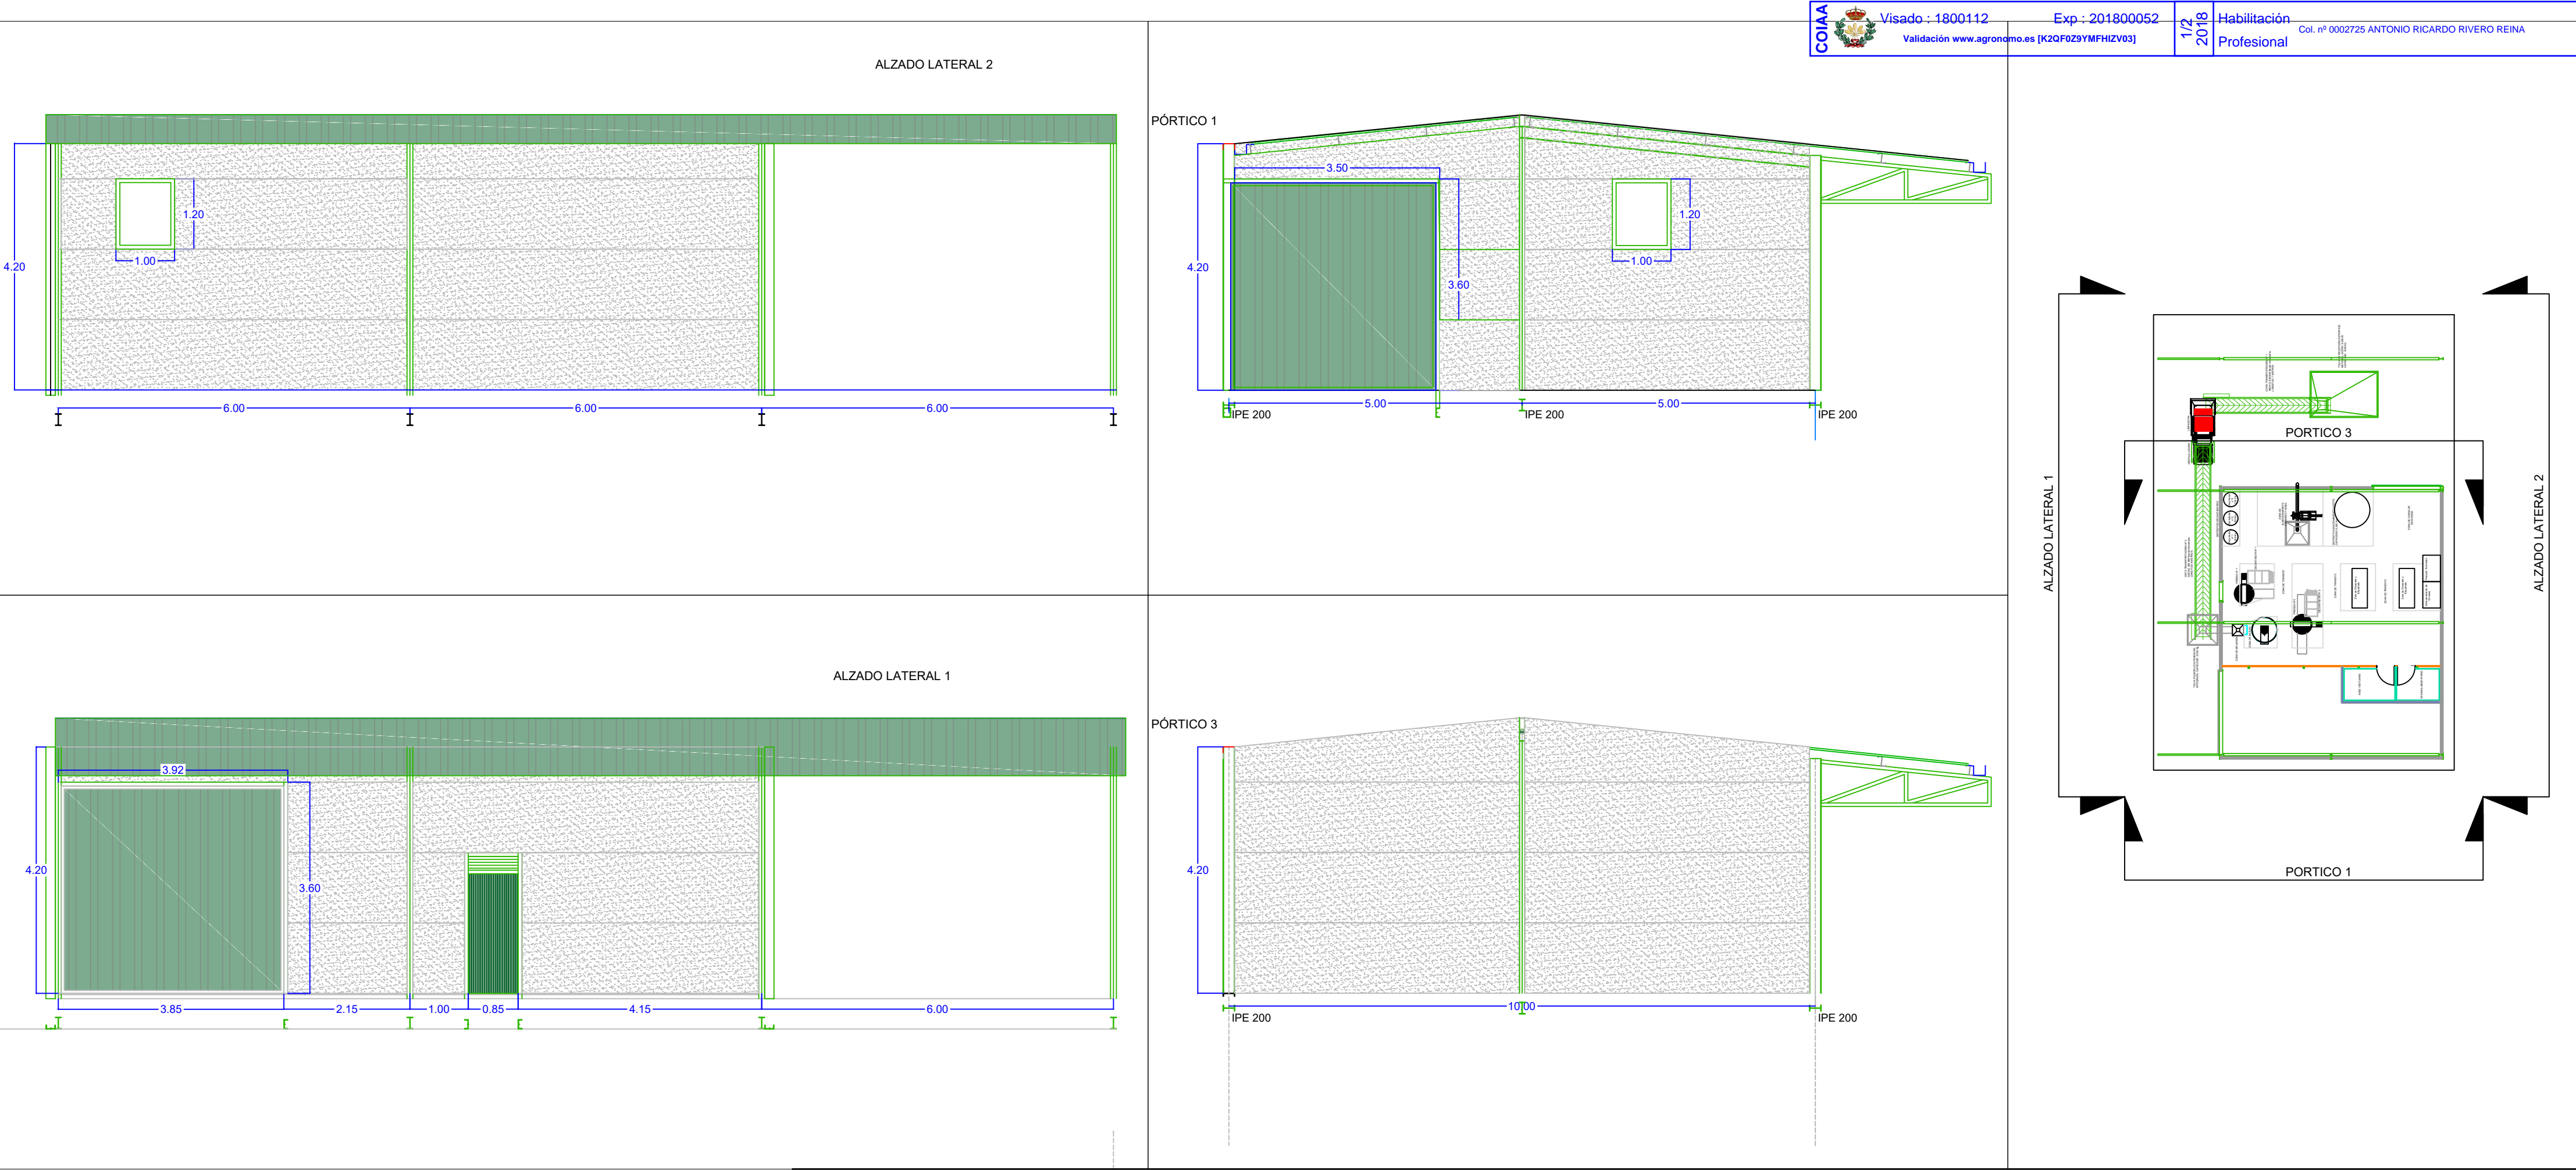 COIAA
Visado : 1800112
Exp : 201800052
Validación www.agronomo.es [K2QF0Z9YMFHIZV03]
1/2
2018
Habilitación
Profesional
Col. nº 0002725 ANTONIO RICARDO RIVERO REINA
ALZADO LATERAL 2
4.20
1.20
1.00
6.00
6.00
6.00
PÓRTICO 1
3.50
1.20
1.00
4.20
3.60
5.00
5.00
IPE 200
IPE 200
IPE 200
ALZADO LATERAL 1
3.92
4.20
3.60
3.85
2.15
1.00
0.85
4.15
6.00
PÓRTICO 3
4.20
10.00
IPE 200
IPE 200
PORTICO 3
ALZADO LATERAL 1
ALZADO LATERAL 2
PORTICO 1